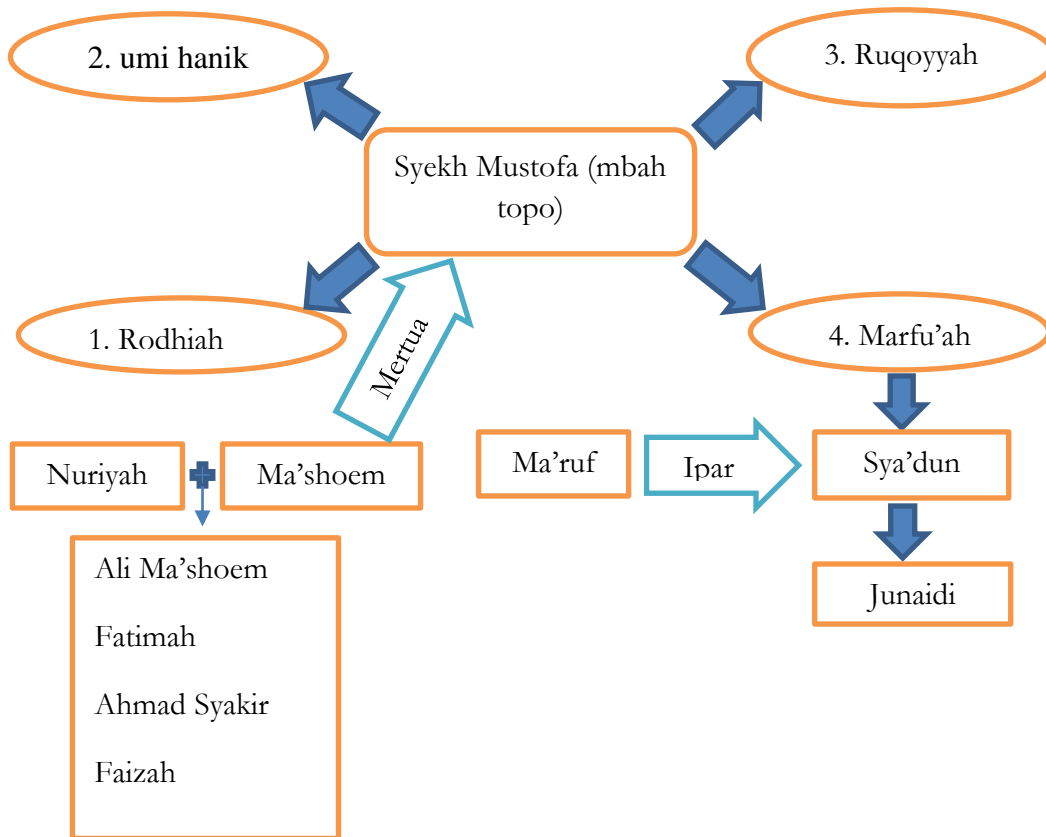 2. umi hanik
3. Ruqoyyah
Syekh Mustofa (mbah
topo)
1. Rodhiah
Mertua
4. Marfu’ah
Nuriyah
Ma’shoem
Ma’ruf
Ipar
Sya’dun
Ali Ma’shoem
Fatimah
Ahmad Syakir
Faizah
Junaidi